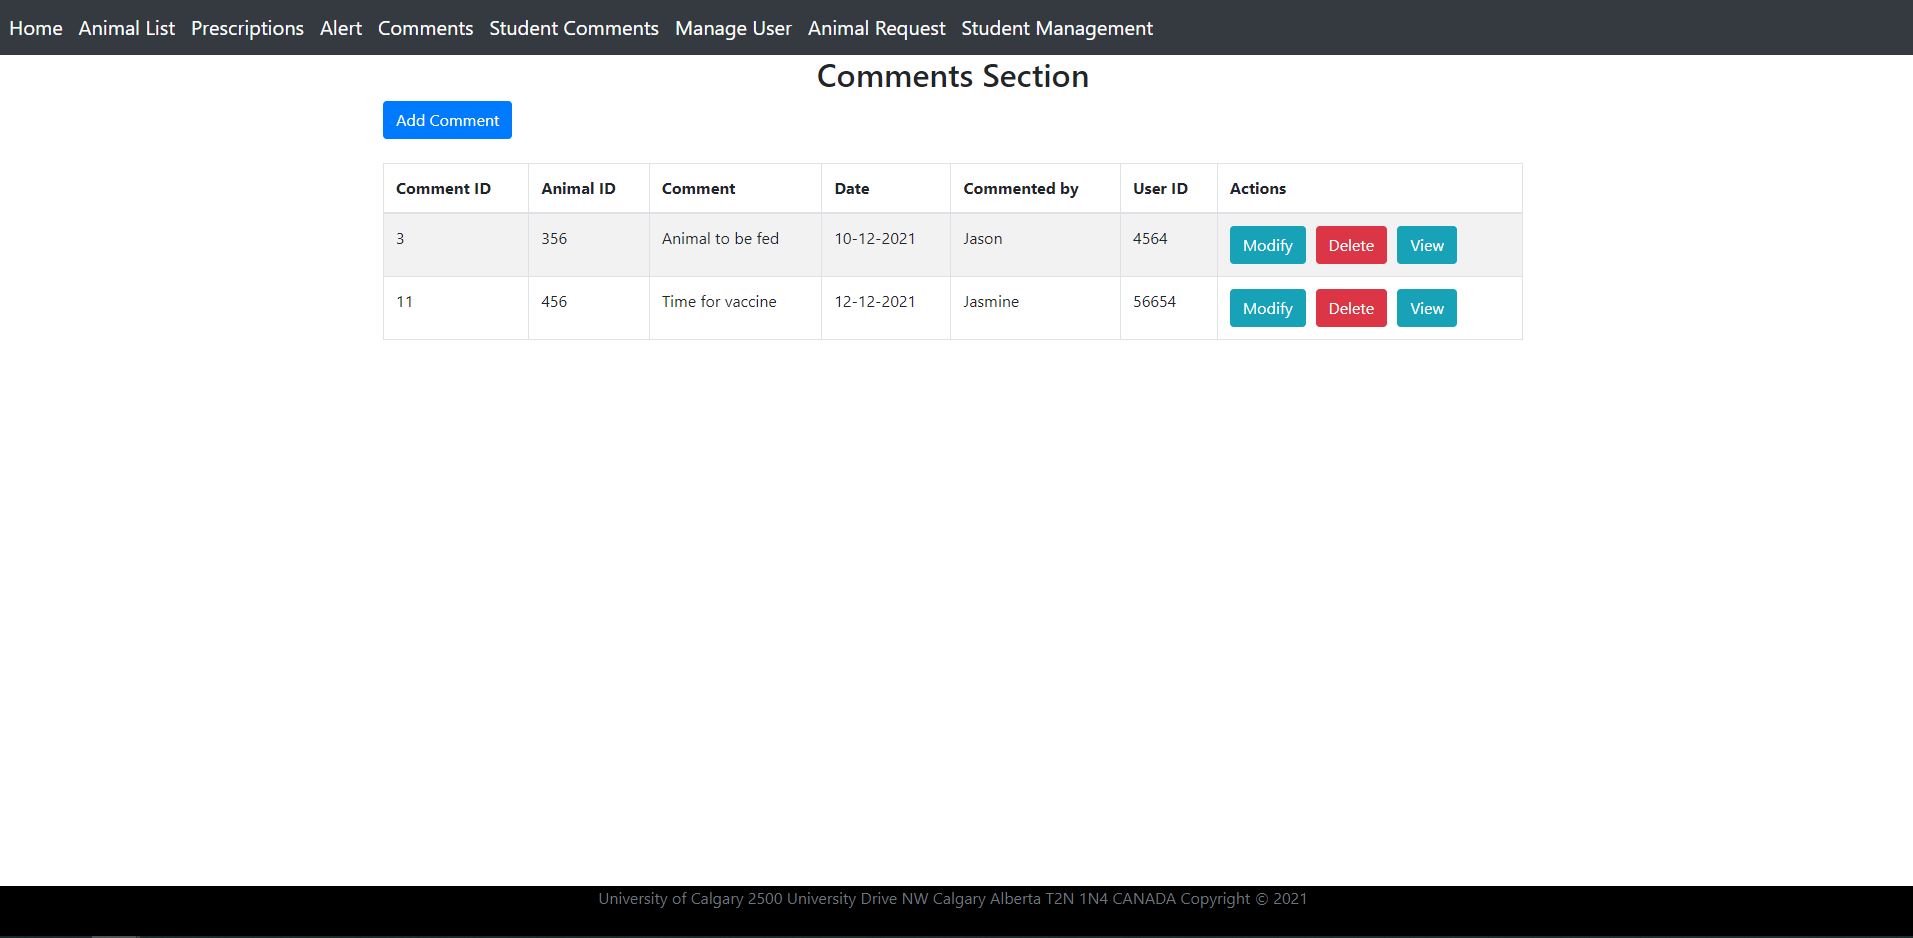 Home Animal List Prescriptions Alert Comments Student Comments Manage User Animal Request Student Management
Comments Section
Add Comment
Comment ID Animal ID Comment Date Commented by User ID Actions
3 356 Animal to be fed 10-12-2021 Jason 4564 Modify Delete View
11 456 Time for vaccine 12-12-2021 Jasmine 56654 Modify Delete View
University of Calgary 2500 University Drive NW Calgary Alberta T2N 1N4 CANADA Copyright © 2021